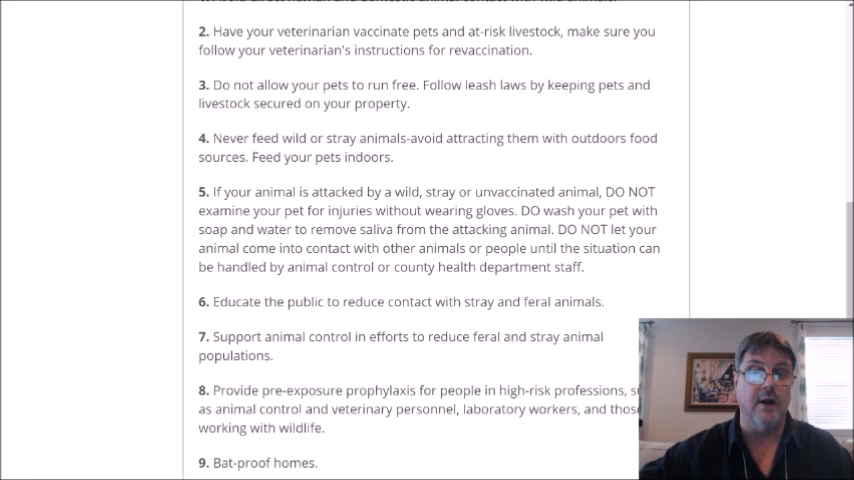 2. Have your veterinarian vaccinate pets and at-risk livestock, make sure you
follow your veterinarian's instructions for revaccination.
3. Do not allow your pets to run free. Follow leash laws by keeping pets and
livestock secured on your property.
4. Never feed wild or stray animals-avoid attracting them with outdoors food
sources. Feed your pets indoors.
5. If your animal is attacked by a wild, stray or unvaccinated animal, DO NOT
examine your pet for injuries without wearing gloves. DO wash your pet with
soap and water to remove saliva from the attacking animal. DO NOT let your
animal come into contact with other animals or people until the situation can
be handled by animal control or county health department staff.
6. Educate the public to reduce contact with stray and feral animals.
7. Support animal control in efforts to reduce feral and stray animal
populations.
8. Provide pre-exposure prophylaxis for people in high-risk professions,
as animal control and veterinary personnel, laboratory workers, and
working with wildlife.
9. Bat-proof homes.